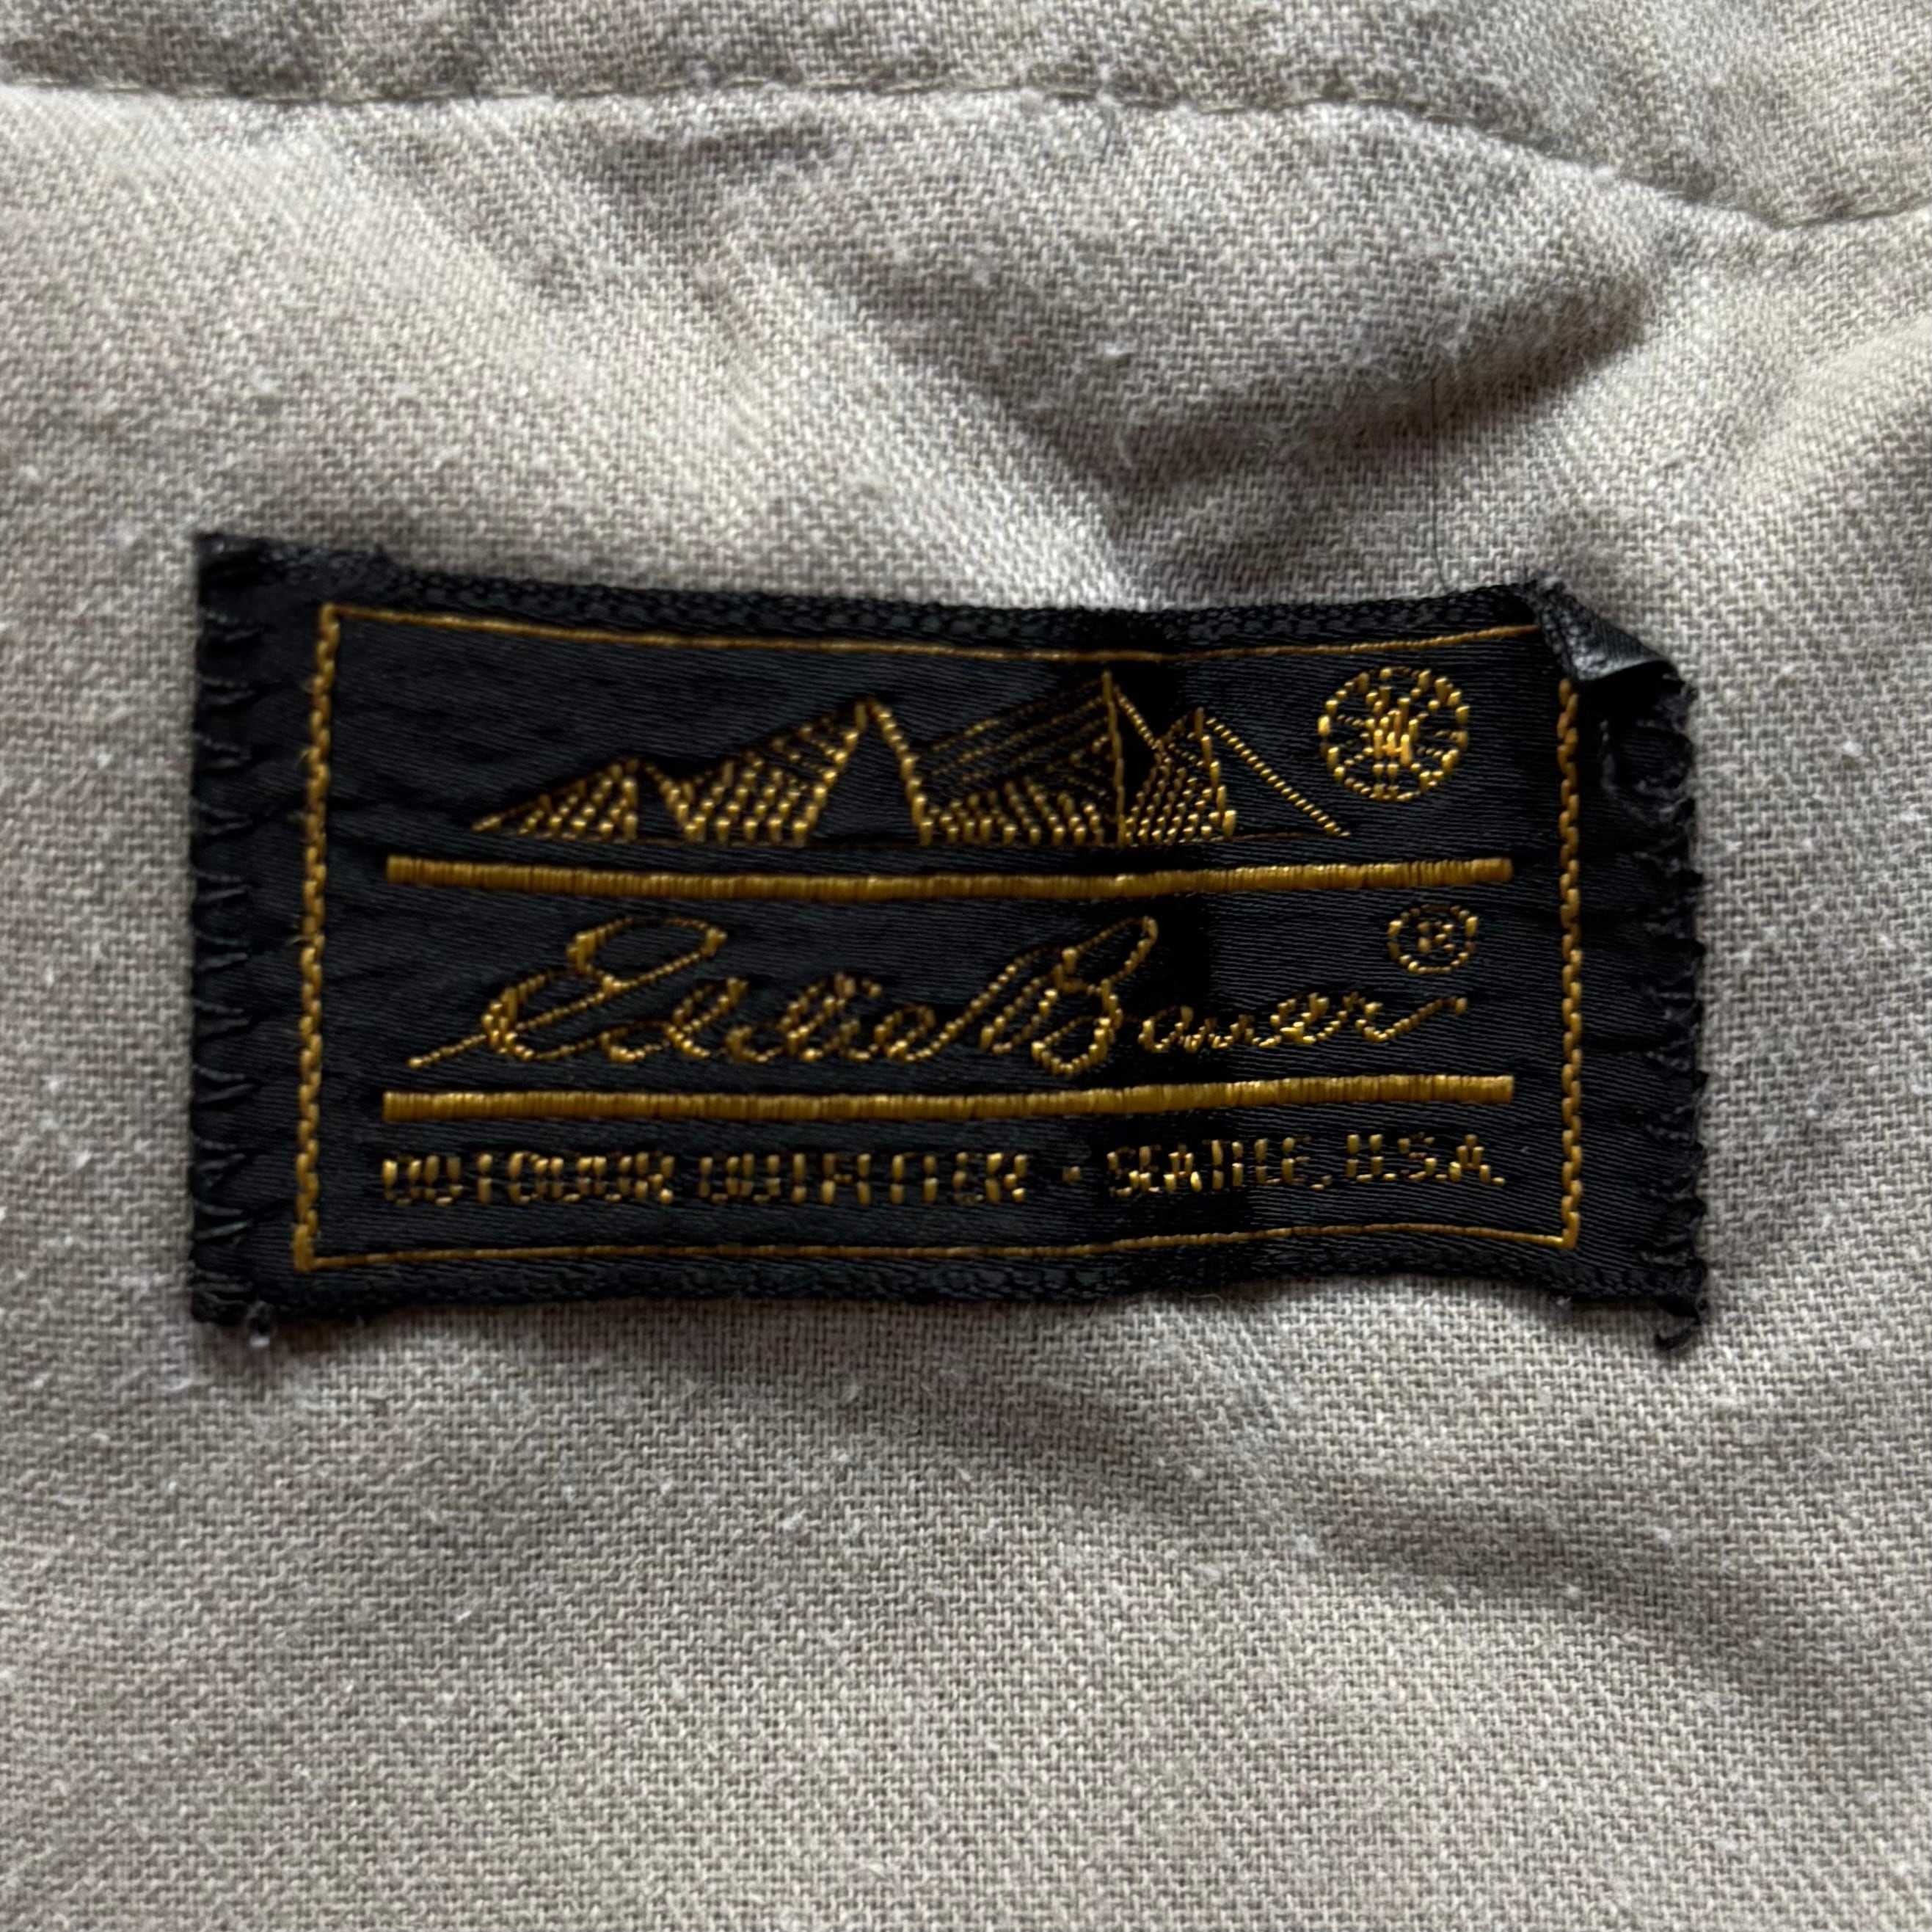 Eddie Bauer ®
OUTDOOR OUTFITTER · SEATTLE, U.S.A.